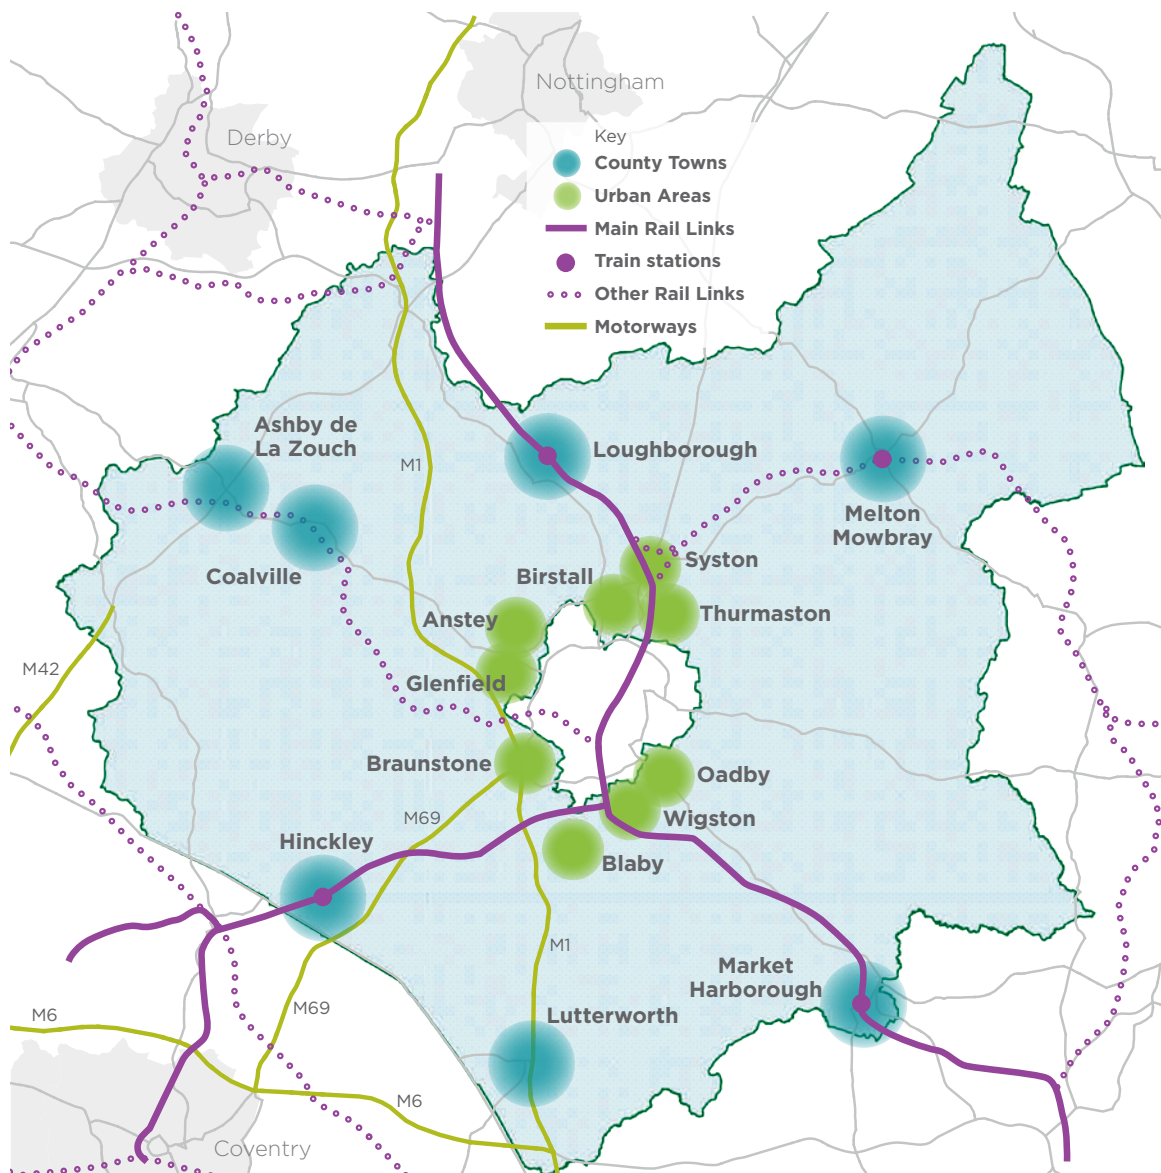 Nottingham
Derby
Key
County Towns
Urban Areas
Main Rail Links
Train stations
Other Rail Links
Motorways
Ashby de
La Zouch
M1
Loughborough
Melton
Mowbray
Coalville
Birstall
Syston
Anstey
Thurmaston
M42
Glenfield
Braunstone
Oadby
M69
Wigston
Hinckley
Blaby
M1
Market
Harborough
M69
M6
Lutterworth
M6
Coventry